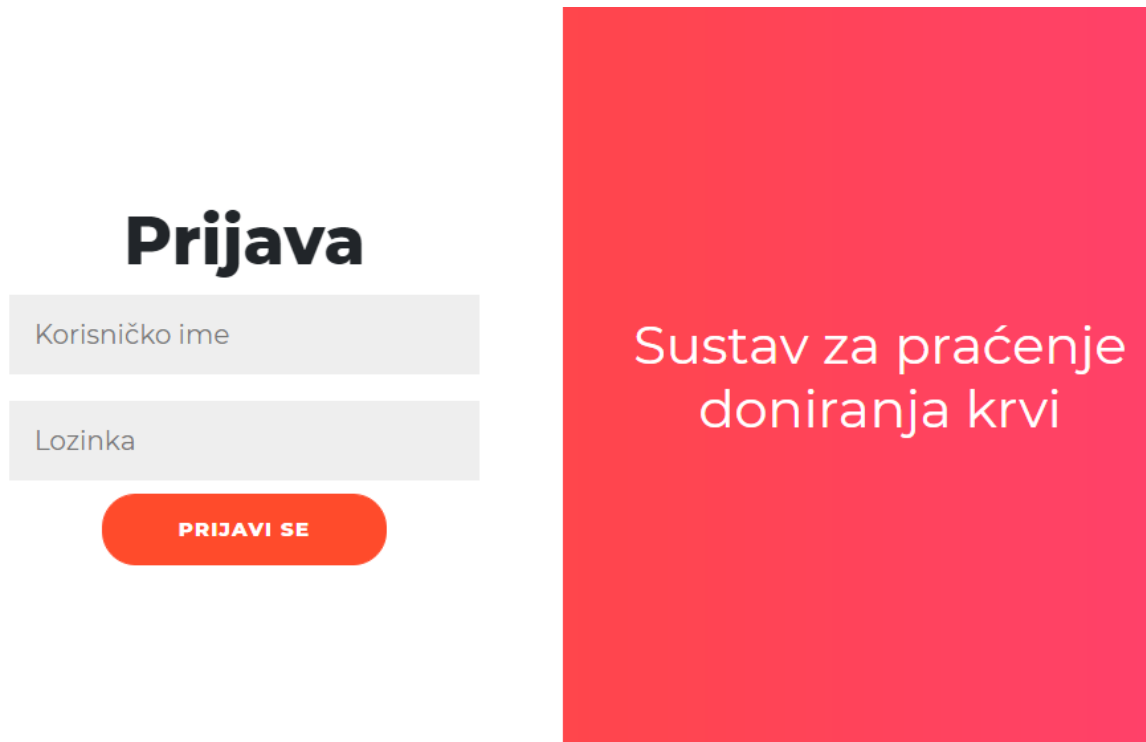 Prijava
Korisničko ime
Lozinka
PRIJAVI SE
Sustav za praćenje
doniranja krvi